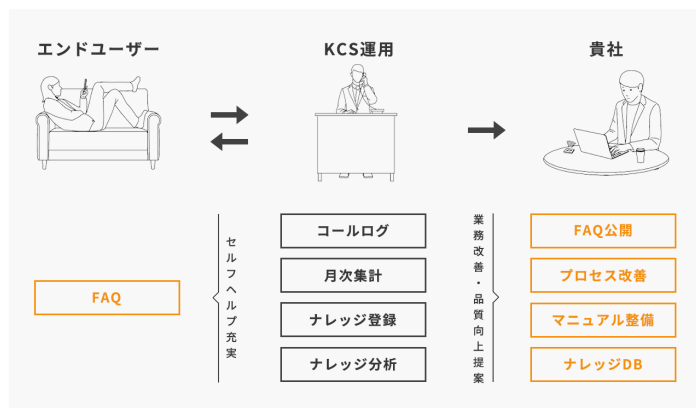 エンドユーザー
KCS運用
貴社
FAQ
セルフヘルプ充実
コールログ
月次集計
ナレッジ登録
ナレッジ分析
業務改善・品質向上提案
FAQ公開
プロセス改善
マニュアル整備
ナレッジDB